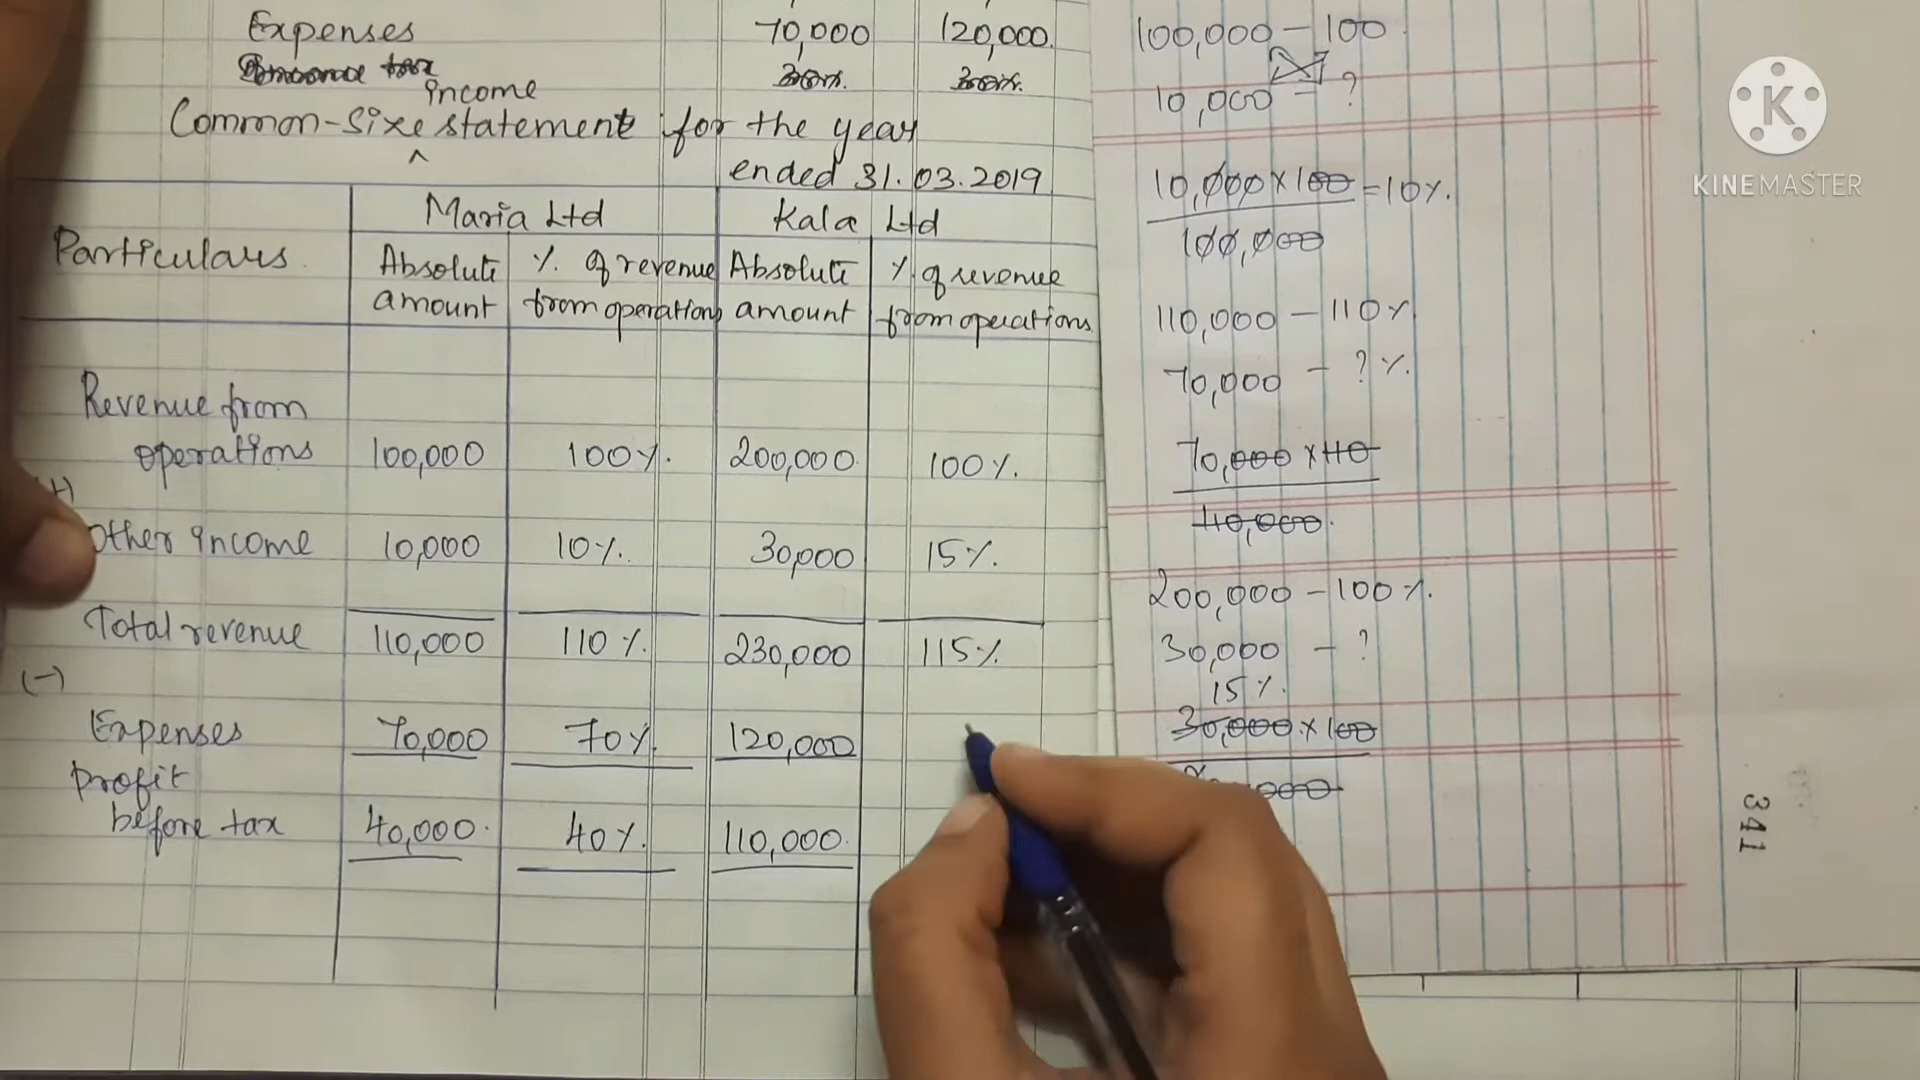 Expenses 70,000 120,000.
income
Common-size statement for the year
ended 31.03.2019
Particulars Maria Ltd Kala Ltd
Absolute amount % of revenue from operations Absolute amount % of revenue from operations
Revenue from
operations 100,000 100% 200,000 100%
(+)
Other income 10,000 10% 30,000 15%
Total revenue 110,000 110% 230,000 115%
(-)
Expenses 70,000 70% 120,000
Profit
before tax 40,000 40% 110,000
100,000 - 100
10,000 - ?
10,000 x 100 = 10%
100,000
110,000 - 110%
70,000 - ? %
70,000 x 110
110,000
200,000 - 100%
30,000 - ?
15%
30,000 x 100
341
K
KINEMASTER